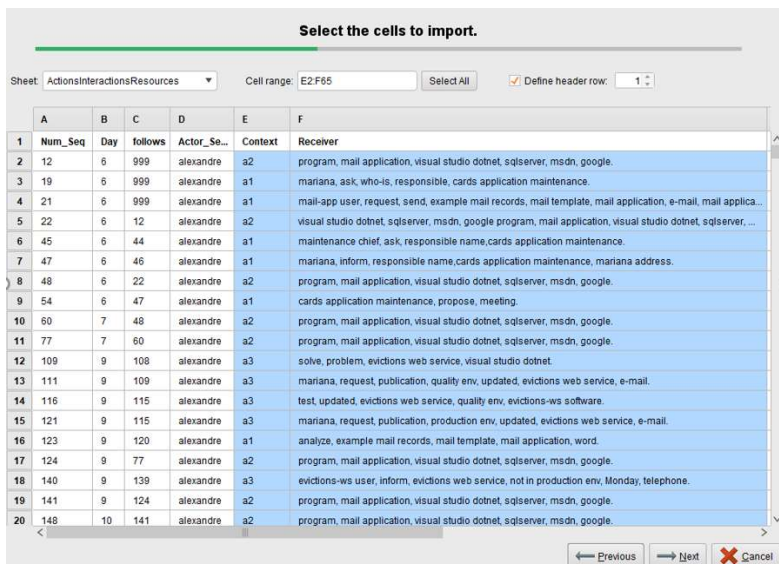 Select the cells to import.
Sheet: ActionsInteractionsResources Cell range: E2:F65 Select All Define header row: 1
A B C D E F
1 Num_Seq Day follows Actor_Se... Context Receiver
2 12 6 999 alexandre a2 program, mail application, visual studio dotnet, sqlserver, msdn, google.
3 19 6 999 alexandre a1 mariana, ask, who-is, responsible, cards application maintenance.
4 21 6 999 alexandre a1 mail-app user, request, send, example mail records, mail template, mail application, e-mail, mail applica...
5 22 6 12 alexandre a2 visual studio dotnet, sqlserver, msdn, google program, mail application, visual studio dotnet, sqlserver, ...
6 45 6 44 alexandre a1 maintenance chief, ask, responsible name,cards application maintenance.
7 47 6 46 alexandre a1 mariana, inform, responsible name,cards application maintenance, mariana address.
8 48 6 22 alexandre a2 program, mail application, visual studio dotnet, sqlserver, msdn, google.
9 54 6 47 alexandre a1 cards application maintenance, propose, meeting.
10 60 7 48 alexandre a2 program, mail application, visual studio dotnet, sqlserver, msdn, google.
11 77 7 60 alexandre a2 program, mail application, visual studio dotnet, sqlserver, msdn, google.
12 109 9 108 alexandre a3 solve, problem, evictions web service, visual studio dotnet.
13 111 9 109 alexandre a3 mariana, request, publication, quality env, updated, evictions web service, e-mail.
14 116 9 115 alexandre a3 test, updated, evictions web service, quality env, evictions-ws software.
15 121 9 115 alexandre a3 mariana, request, publication, production env, updated, evictions web service, e-mail.
16 123 9 120 alexandre a1 analyze, example mail records, mail template, mail application, word.
17 124 9 77 alexandre a2 program, mail application, visual studio dotnet, sqlserver, msdn, google.
18 140 9 139 alexandre a3 evictions-ws user, inform, evictions web service, not in production env, Monday, telephone.
19 141 9 124 alexandre a2 program, mail application, visual studio dotnet, sqlserver, msdn, google.
20 148 10 141 alexandre a2 program, mail application, visual studio dotnet, sqlserver, msdn, google.
Previous Next Cancel